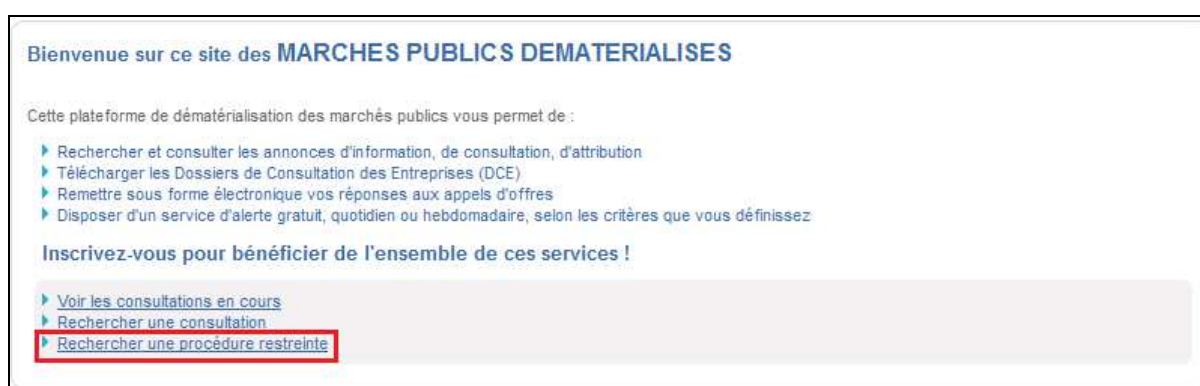 Bienvenue sur ce site des MARCHES PUBLICS DEMATERIALISES
Cette plateforme de dématérialisation des marchés publics vous permet de :
Rechercher et consulter les annonces d'information, de consultation, d'attribution
Télécharger les Dossiers de Consultation des Entreprises (DCE)
Remettre sous forme électronique vos réponses aux appels d'offres
Disposer d'un service d'alerte gratuit, quotidien ou hebdomadaire, selon les critères que vous définissez
Inscrivez-vous pour bénéficier de l'ensemble de ces services !
Voir les consultations en cours
Rechercher une consultation
Rechercher une procédure restreinte